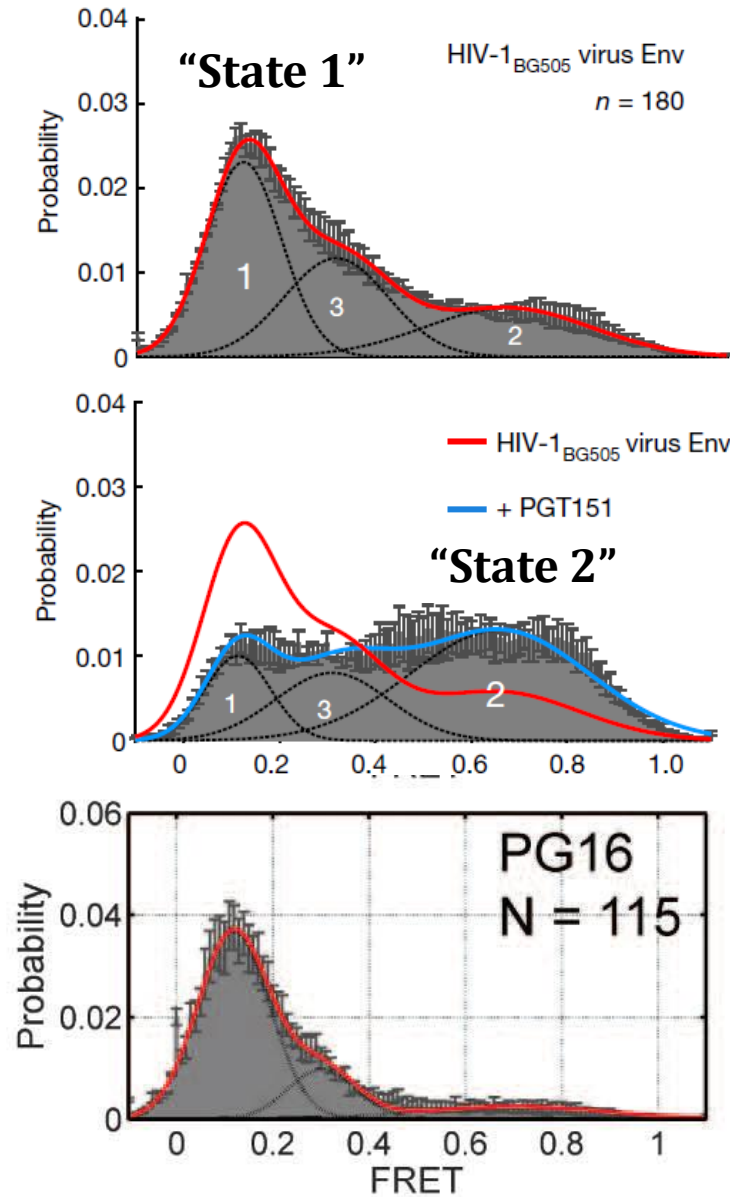 0.04
“State 1”
HIV-1BG505 virus Env
n = 180
0.03
Probability
0.02
0.01
1
3
2
0
0.04
HIV-1BG505 virus Env
0.03
+ PGT151
Probability
“State 2”
0.02
0.01
1
3
2
0
0 0.2 0.4 0.6 0.8 1.0
0.06
PG16
N = 115
Probability
0.04
0.02
0
0 0.2 0.4 0.6 0.8 1
FRET